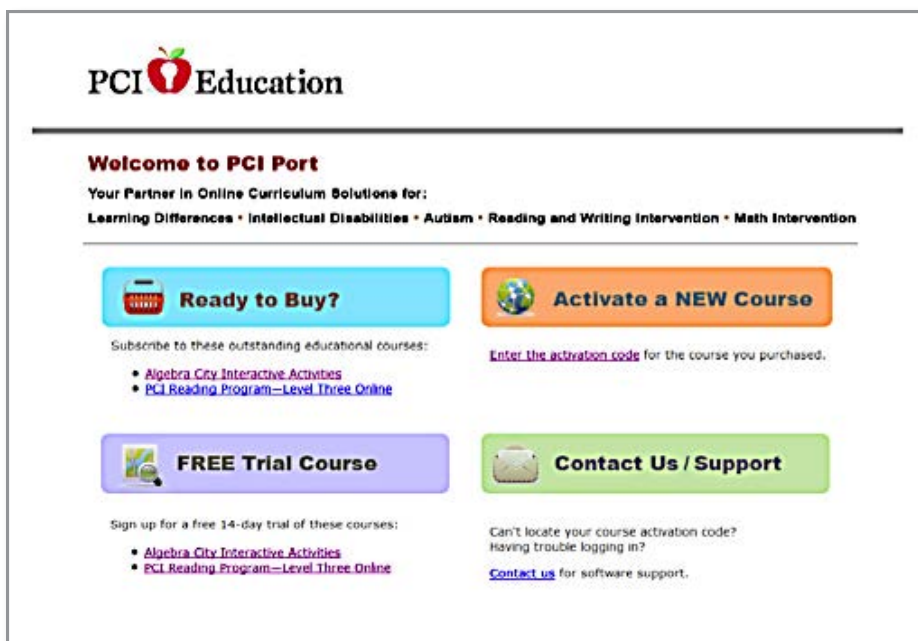 PCI Education
Welcome to PCI Port
Your Partner in Online Curriculum Solutions for:
Learning Differences • Intellectual Disabilities • Autism • Reading and Writing Intervention • Math Intervention
Ready to Buy?
Subscribe to these outstanding educational courses:
• Algebra City Interactive Activities
• PCI Reading Program—Level Three Online
Activate a NEW Course
Enter the activation code for the course you purchased.
FREE Trial Course
Sign up for a free 14-day trial of these courses:
• Algebra City Interactive Activities
• PCI Reading Program—Level Three Online
Contact Us / Support
Can't locate your course activation code?
Having trouble logging in?
Contact us for software support.